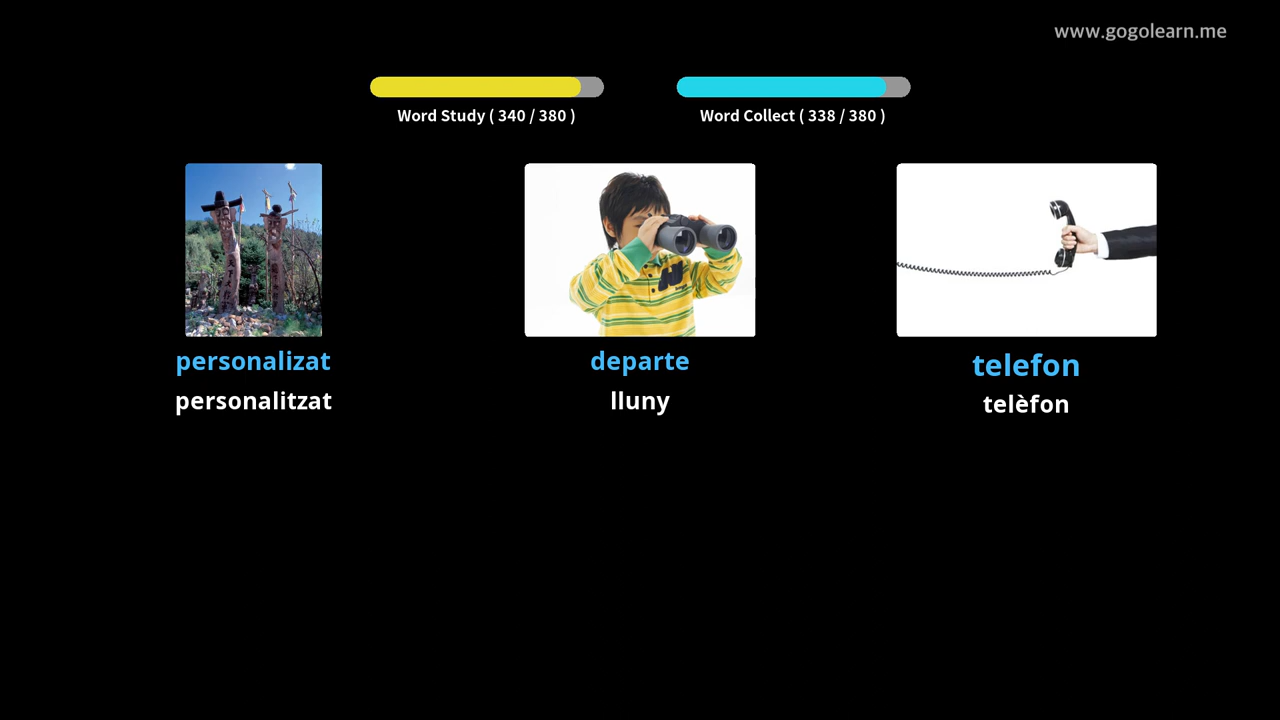 www.gogolearn.me
Word Study ( 340 / 380 )
Word Collect ( 338 / 380 )
personalizat
personalitzat
departe
lluny
telefon
telèfon